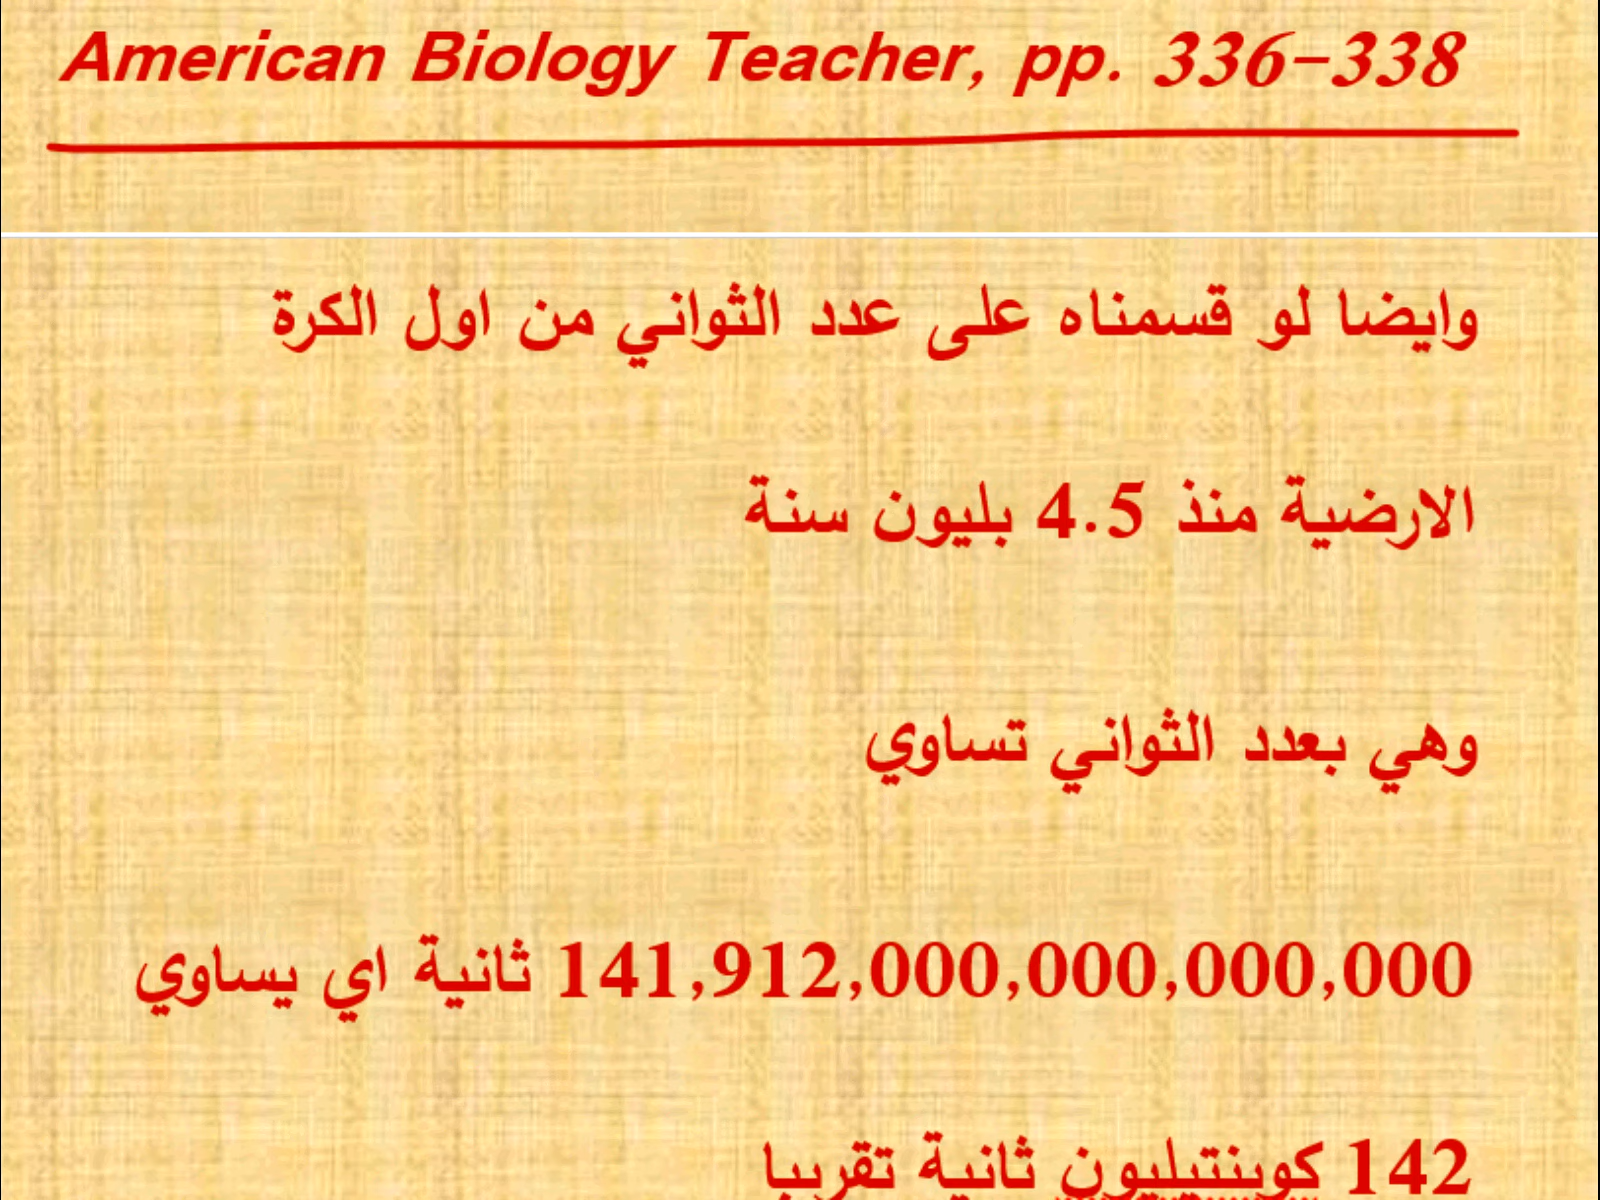 American Biology Teacher, pp. 336-338
وايضا لو قسمناه على عدد الثواني من اول الكرة
الارضية منذ 4.5 بليون سنة
وهي بعدد الثواني تساوي
141,912,000,000,000,000 ثانية اي يساوي
142 كوينتيليون ثانية تقريبا